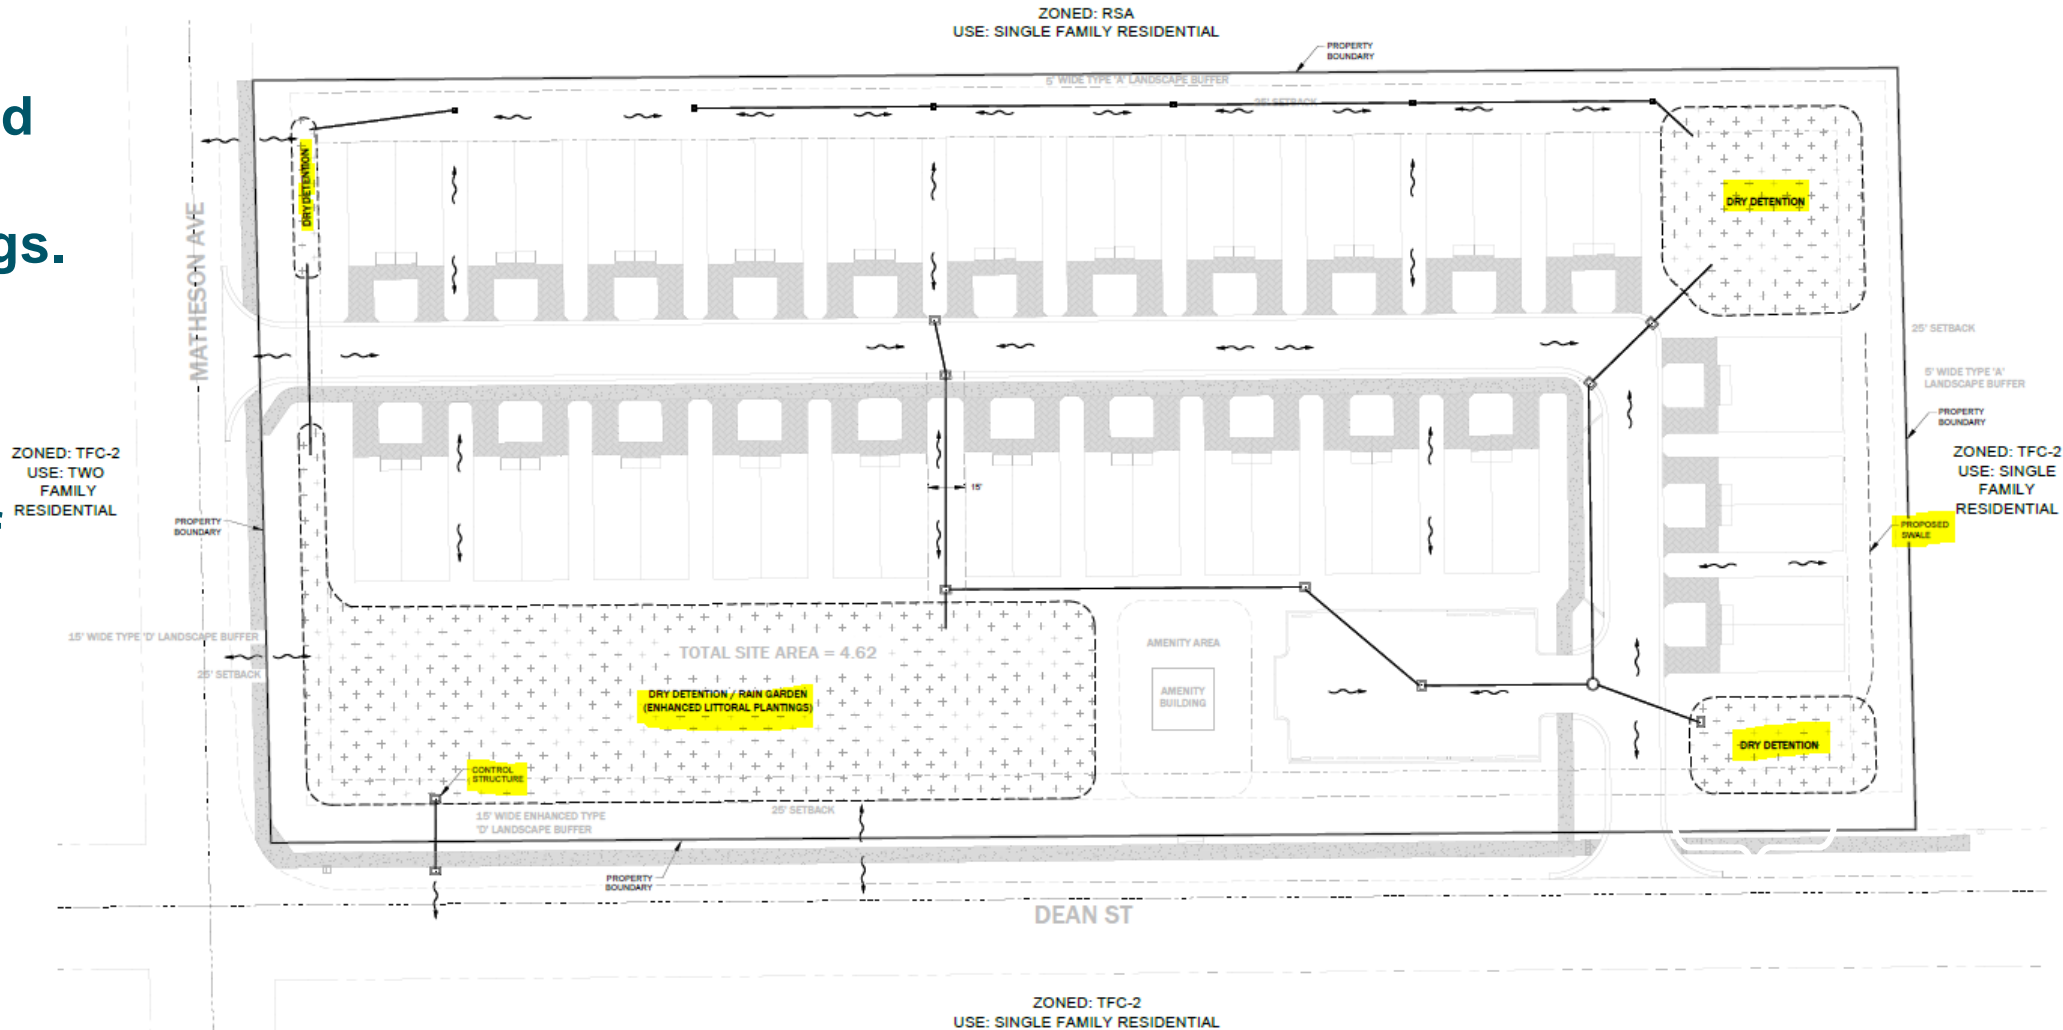 ZONED: RSA
USE: SINGLE FAMILY RESIDENTIAL
PROPERTY
BOUNDARY
5' WIDE TYPE 'A' LANDSCAPE BUFFER
25' SETBACK
d
gs.
DRY DETENTION
DRY DETENTION
MATHESON AVE
25' SETBACK
5' WIDE TYPE 'A'
LANDSCAPE BUFFER
PROPERTY
BOUNDARY
ZONED: TFC-2
USE: TWO
FAMILY
RESIDENTIAL
ZONED: TFC-2
USE: SINGLE
FAMILY
RESIDENTIAL
15'
PROPERTY
BOUNDARY
PROPOSED
SWALE
15' WIDE TYPE 'D' LANDSCAPE BUFFER
25' SETBACK
TOTAL SITE AREA = 4.62
AMENITY AREA
DRY DETENTION / RAIN GARDEN
(ENHANCED LITTORAL PLANTINGS)
AMENITY
BUILDING
DRY DETENTION
CONTROL
STRUCTURE
25' SETBACK
15' WIDE ENHANCED TYPE
'D' LANDSCAPE BUFFER
PROPERTY
BOUNDARY
DEAN ST
ZONED: TFC-2
USE: SINGLE FAMILY RESIDENTIAL